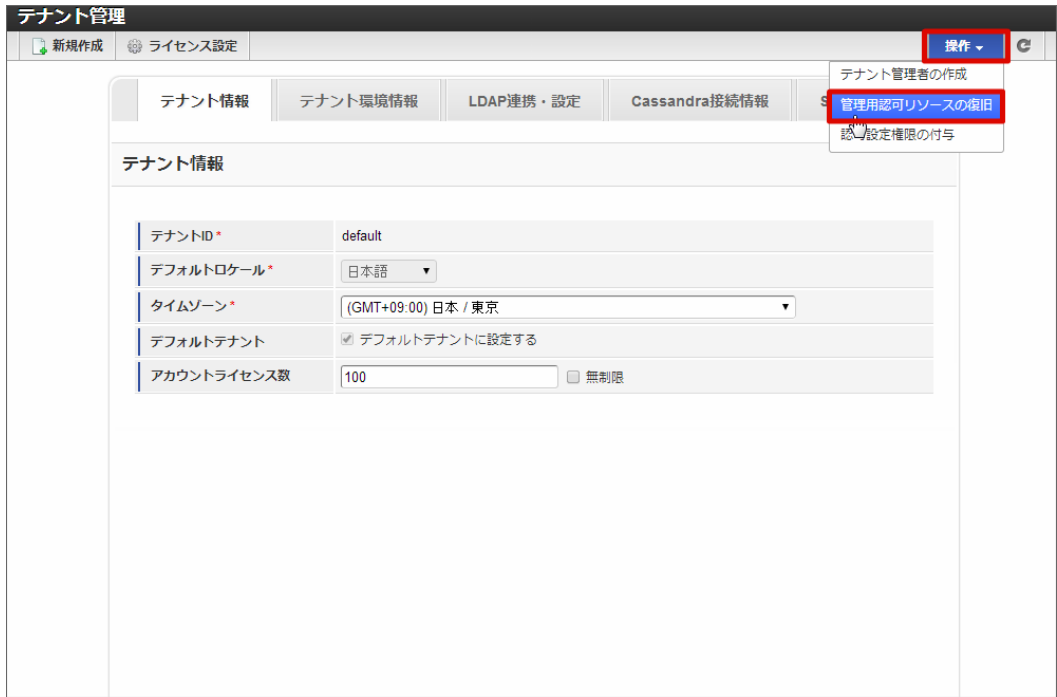 テナント管理
新規作成 ライセンス設定 操作
テナント管理者の作成
管理用認可リソースの復旧
設定権限の付与
テナント情報 テナント環境情報 LDAP連携・設定 Cassandra接続情報 S
テナント情報
テナントID* default
デフォルトロケール* 日本語
タイムゾーン* (GMT+09:00) 日本 / 東京
デフォルトテナント デフォルトテナントに設定する
アカウントライセンス数 100 無制限